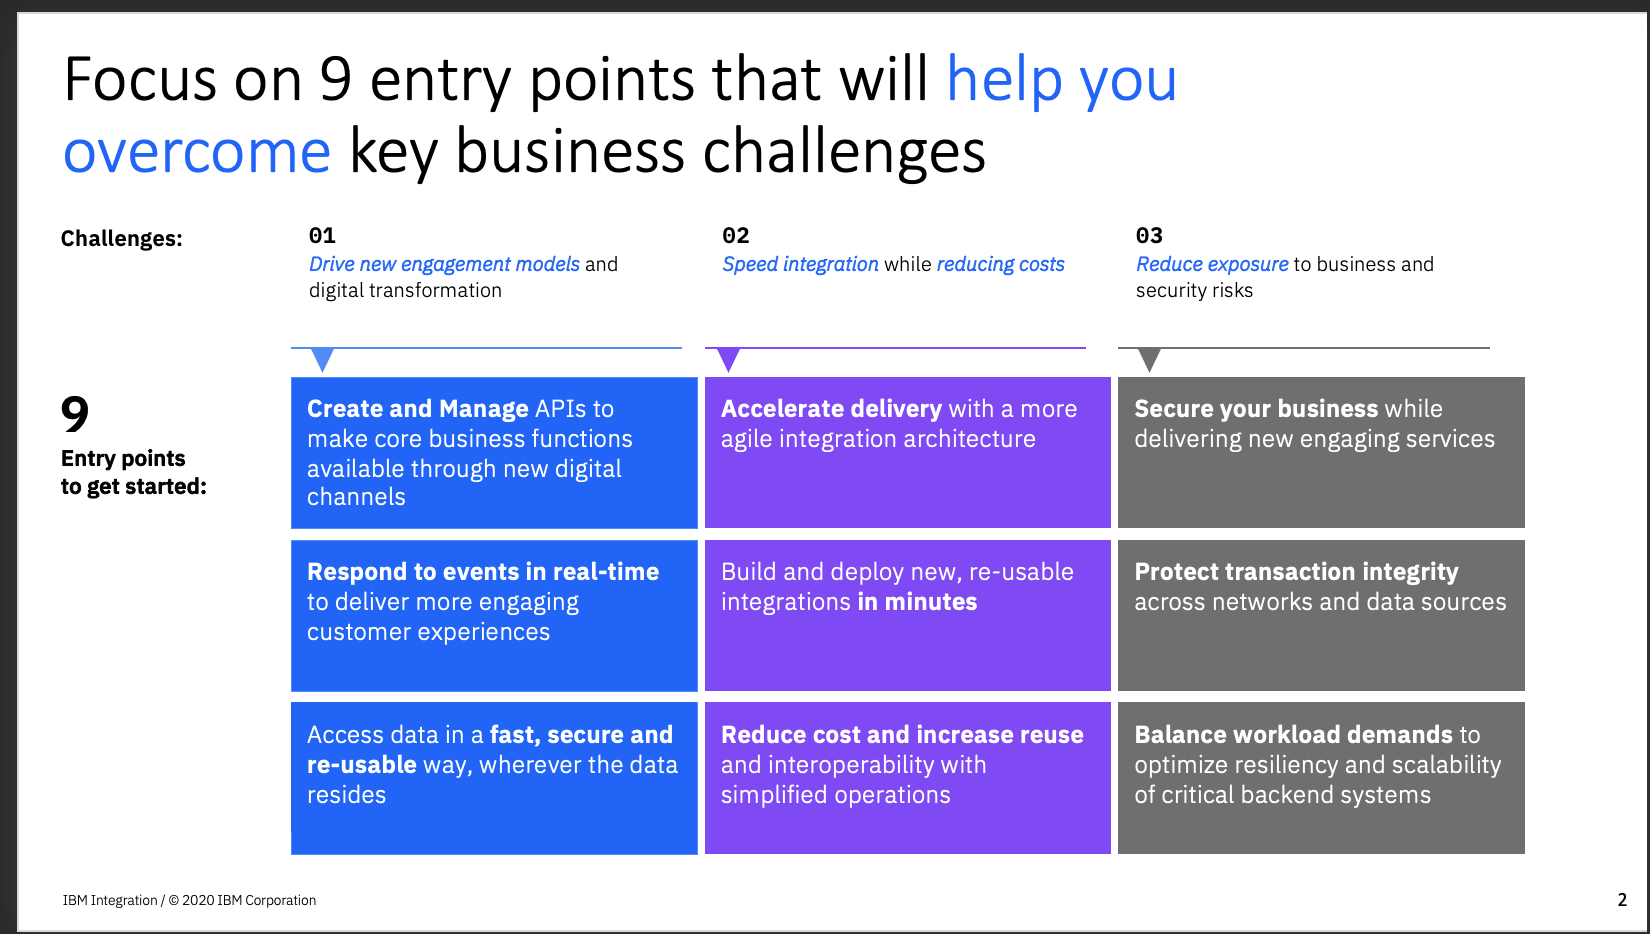 Focus on 9 entry points that will help you
overcome key business challenges
Challenges:
01
Drive new engagement models and
digital transformation
02
Speed integration while reducing costs
03
Reduce exposure to business and
security risks
9
Entry points
to get started:
Create and Manage APIs to
make core business functions
available through new digital
channels
Accelerate delivery with a more
agile integration architecture
Secure your business while
delivering new engaging services
Respond to events in real-time
to deliver more engaging
customer experiences
Build and deploy new, re-usable
integrations in minutes
Protect transaction integrity
across networks and data sources
Access data in a fast, secure and
re-usable way, wherever the data
resides
Reduce cost and increase reuse
and interoperability with
simplified operations
Balance workload demands to
optimize resiliency and scalability
of critical backend systems
IBM Integration / © 2020 IBM Corporation
2